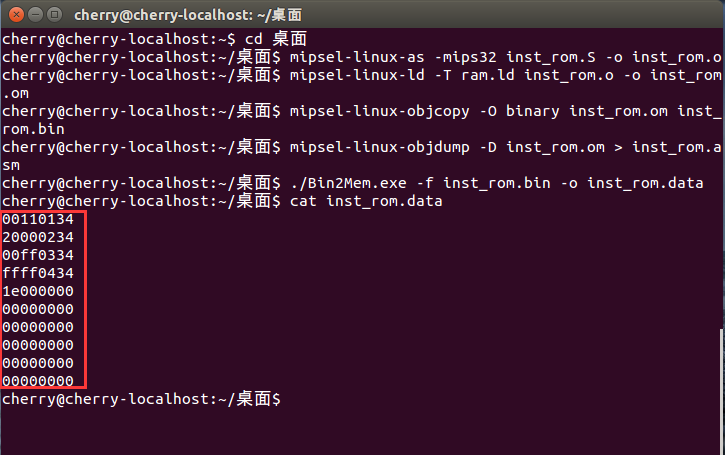 cherry@cherry-localhost: ~/桌面
cherry@cherry-localhost:~$ cd 桌面
cherry@cherry-localhost:~/桌面$ mipsel-linux-as -mips32 inst_rom.S -o inst_rom.o
cherry@cherry-localhost:~/桌面$ mipsel-linux-ld -T ram.ld inst_rom.o -o inst_rom
.om
cherry@cherry-localhost:~/桌面$ mipsel-linux-objcopy -O binary inst_rom.om inst_
rom.bin
cherry@cherry-localhost:~/桌面$ mipsel-linux-objdump -D inst_rom.om > inst_rom.a
sm
cherry@cherry-localhost:~/桌面$ ./Bin2Mem.exe -f inst_rom.bin -o inst_rom.data
cherry@cherry-localhost:~/桌面$ cat inst_rom.data
00110134
20000234
00ff0334
ffff0434
1e000000
00000000
00000000
00000000
00000000
00000000
cherry@cherry-localhost:~/桌面$